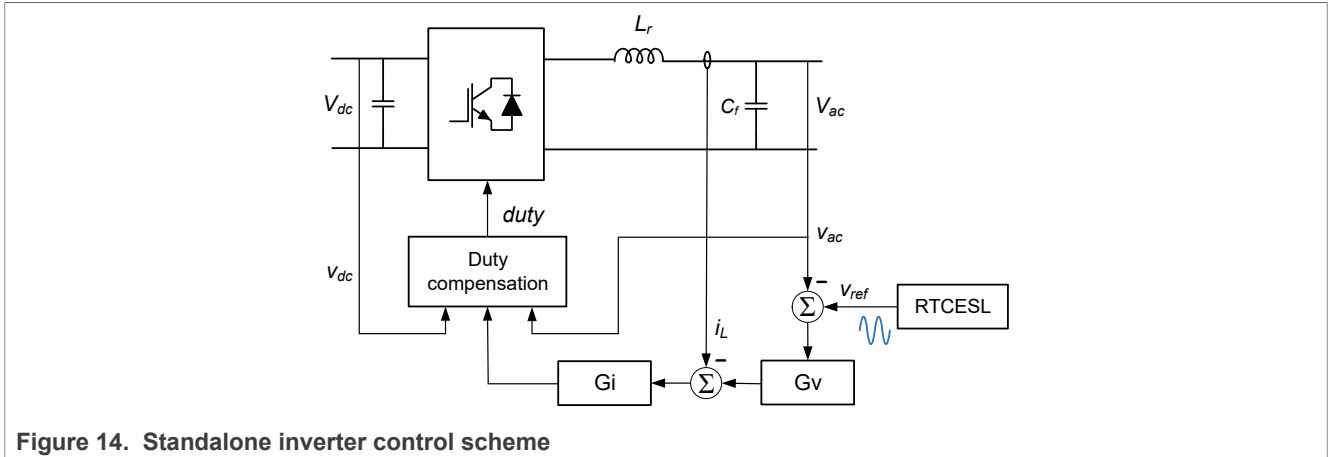 Lr
Vdc
Cf
Vac
duty
vdc
Duty
compensation
vac
−
vref
Σ
RTCESL
iL
−
Gi
Σ
Gv
Figure 14. Standalone inverter control scheme